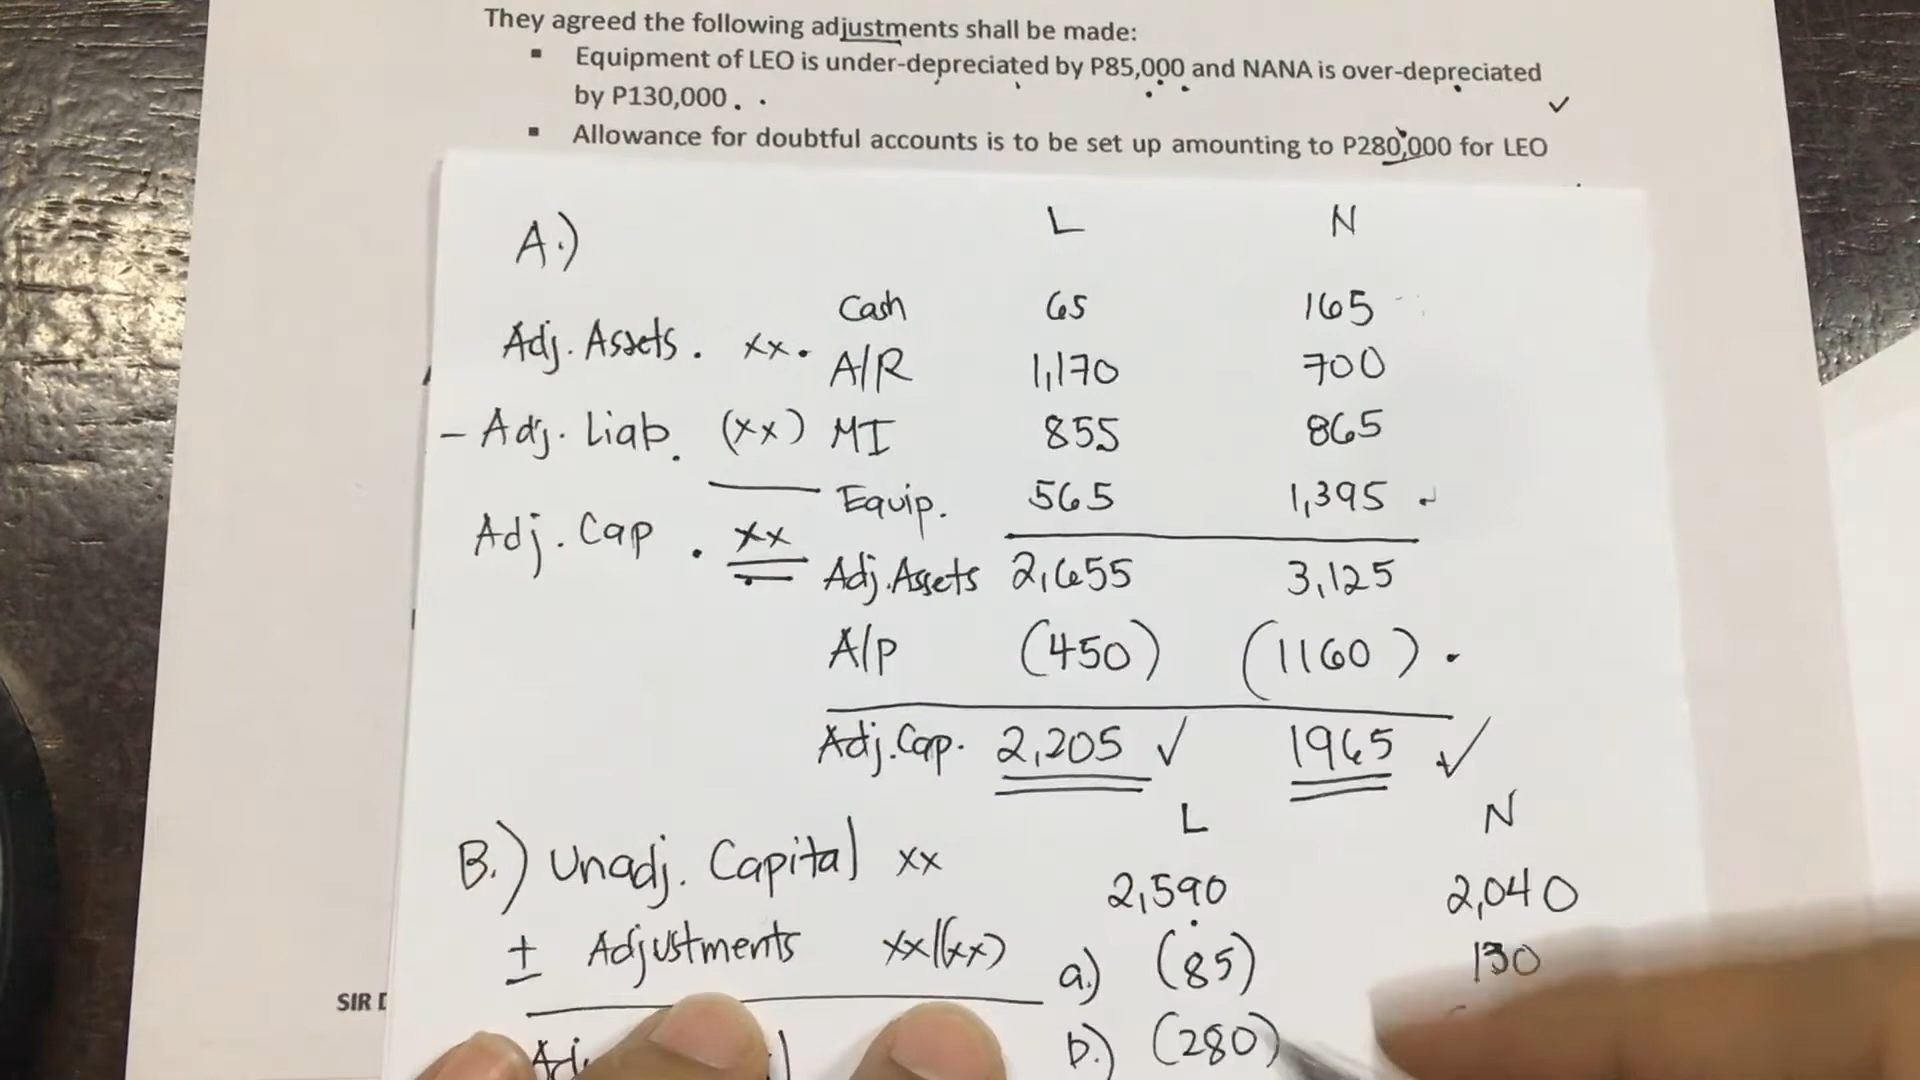 They agreed the following adjustments shall be made:
▪ Equipment of LEO is under-depreciated by P85,000 and NANA is over-depreciated
by P130,000.
▪ Allowance for doubtful accounts is to be set up amounting to P280,000 for LEO
A.) L N
Cash 65 165
Adj. Assets. xx.
A/R 1,170 700
- Adj. Liab. (xx) MI 855 865
Equip. 565 1,395
Adj. Cap. xx
Adj. Assets 2,655 3,125
A/P (450) (1160)
Adj. Cap. 2,205 ✓ 1965 ✓
L N
B.) Unadj. Capital xx 2,590 2,040
± Adjustments xx/(xx) a.) (85) 130
SIR
b.) (280)